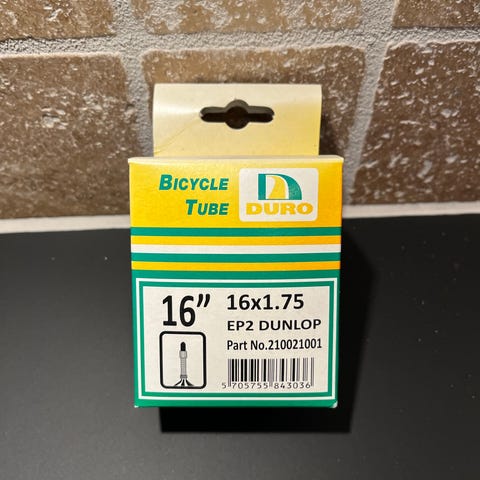 BICYCLE
TUBE
DURO
16”
16x1.75
EP2 DUNLOP
Part No.210021001
5 705755 843036